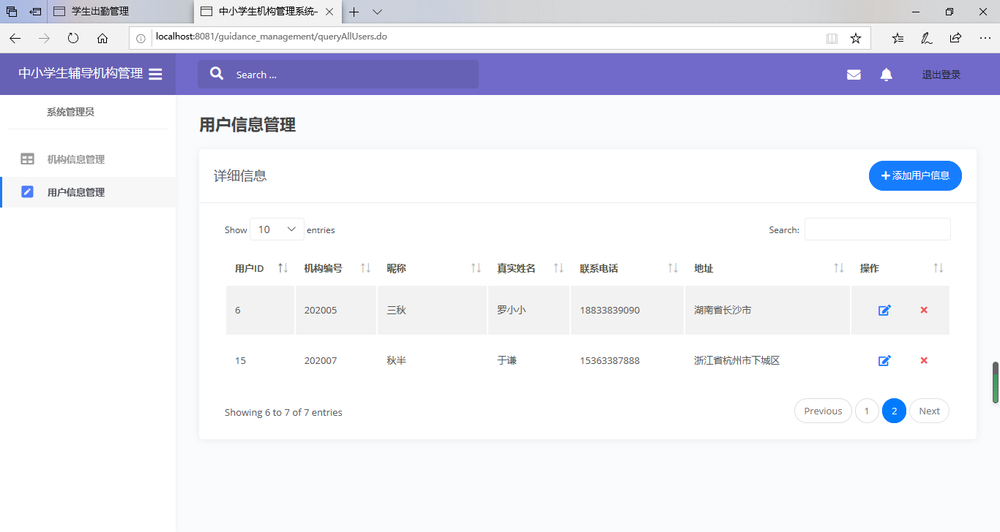 学生出勤管理
中小学生机构管理系统-
localhost:8081/guidance_management/queryAllUsers.do
中小学生辅导机构管理
Search ...
退出登录
系统管理员
机构信息管理
用户信息管理
用户信息管理
详细信息
添加用户信息
Show 10 entries
Search:
用户ID 机构编号 昵称 真实姓名 联系电话 地址 操作
6 202005 三秋 罗小小 18833839090 湖南省长沙市
15 202007 秋半 于谦 15363387888 浙江省杭州市下城区
Showing 6 to 7 of 7 entries
Previous 1 2 Next